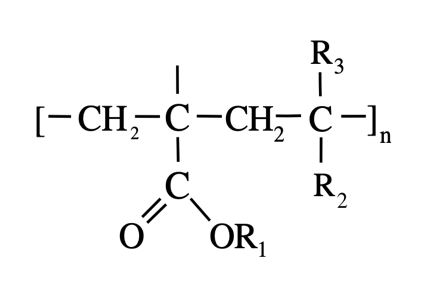 R₃
[—CH₂—C—CH₂—C—]ₙ
C R₂
O OR₁